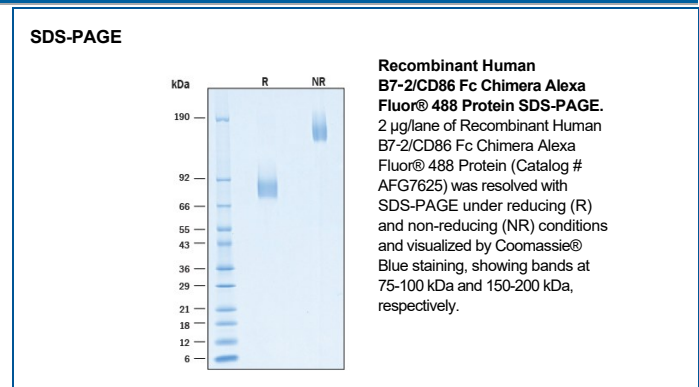 SDS-PAGE
kDa R NR
190
92
66
55
43
36
29
21
18
12
6
Recombinant Human
B7-2/CD86 Fc Chimera Alexa
Fluor® 488 Protein SDS-PAGE.
2 µg/lane of Recombinant Human
B7-2/CD86 Fc Chimera Alexa
Fluor® 488 Protein (Catalog #
AFG7625) was resolved with
SDS-PAGE under reducing (R)
and non-reducing (NR) conditions
and visualized by Coomassie®
Blue staining, showing bands at
75-100 kDa and 150-200 kDa,
respectively.